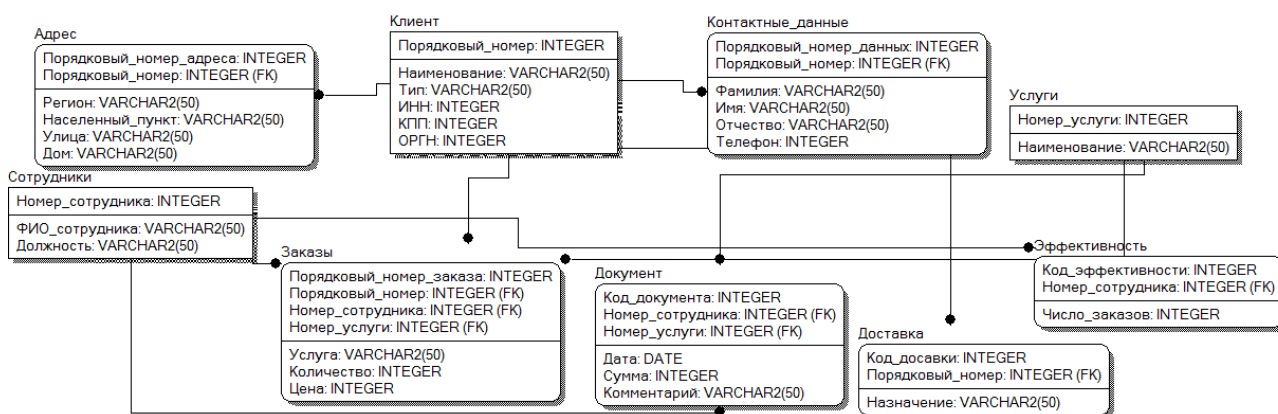 Адрес
Порядковый_номер_адреса: INTEGER
Порядковый_номер: INTEGER (FK)
Регион: VARCHAR2(50)
Населенный_пункт: VARCHAR2(50)
Улица: VARCHAR2(50)
Дом: VARCHAR2(50)
Клиент
Порядковый_номер: INTEGER
Наименование: VARCHAR2(50)
Тип: VARCHAR2(50)
ИНН: INTEGER
КПП: INTEGER
ОРГН: INTEGER
Контактные_данные
Порядковый_номер_данных: INTEGER
Порядковый_номер: INTEGER (FK)
Фамилия: VARCHAR2(50)
Имя: VARCHAR2(50)
Отчество: VARCHAR2(50)
Телефон: INTEGER
Услуги
Номер_услуги: INTEGER
Наименование: VARCHAR2(50)
Сотрудники
Номер_сотрудника: INTEGER
ФИО_сотрудника: VARCHAR2(50)
Должность: VARCHAR2(50)
Заказы
Порядковый_номер_заказа: INTEGER
Порядковый_номер: INTEGER (FK)
Номер_сотрудника: INTEGER (FK)
Номер_услуги: INTEGER (FK)
Услуга: VARCHAR2(50)
Количество: INTEGER
Цена: INTEGER
Документ
Код_документа: INTEGER
Номер_сотрудника: INTEGER (FK)
Номер_услуги: INTEGER (FK)
Дата: DATE
Сумма: INTEGER
Комментарий: VARCHAR2(50)
Эффективность
Код_эффективности: INTEGER
Номер_сотрудника: INTEGER (FK)
Число_заказов: INTEGER
Доставка
Код_досавки: INTEGER
Порядковый_номер: INTEGER (FK)
Назначение: VARCHAR2(50)